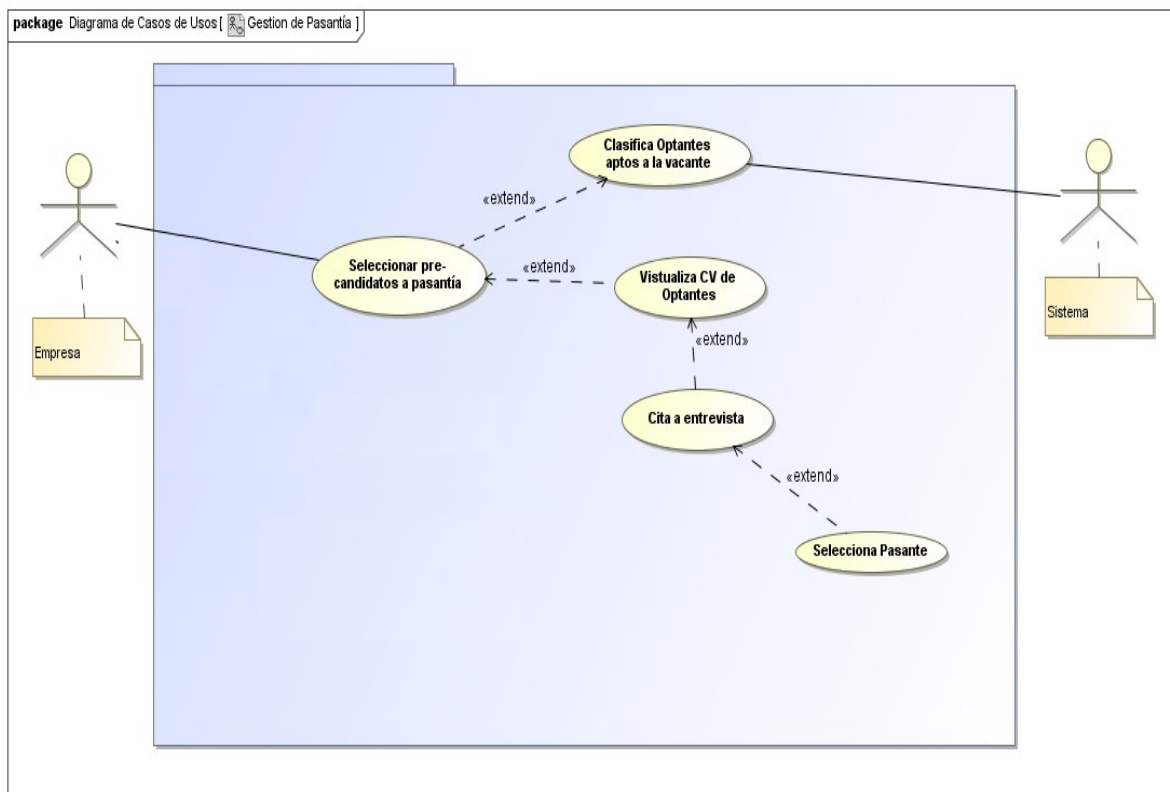 package Diagrama de Casos de Usos [ Gestion de Pasantía ]
Clasifica Optantes
aptos a la vacante
«extend»
Seleccionar pre-
candidatos a pasantía
«extend»
Vistualiza CV de
Optantes
Sistema
Empresa
«extend»
Cita a entrevista
«extend»
Selecciona Pasante